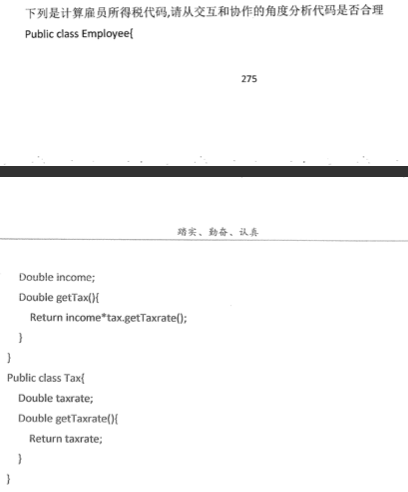 下列是计算雇员所得税代码,请从交互和协作的角度分析代码是否合理
Public class Employee{
275
踏实、勤奋、认真
Double income;
Double getTax(){
Return income*tax.getTaxrate();
}
}
Public class Tax{
Double taxrate;
Double getTaxrate(){
Return taxrate;
}
}